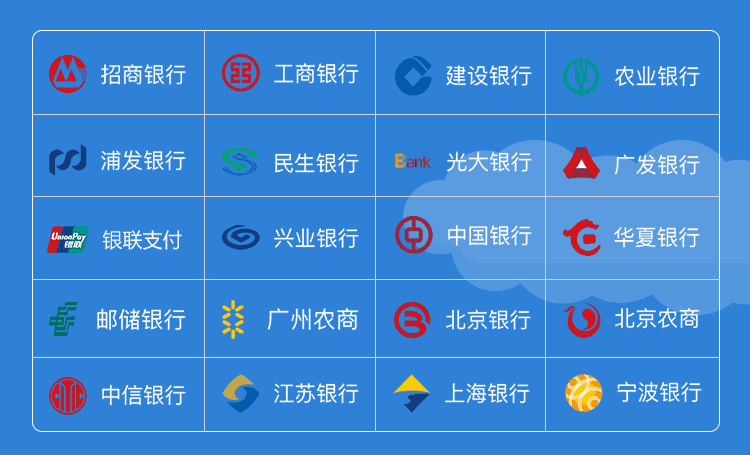 招商银行
工商银行
建设银行
农业银行
浦发银行
民生银行
Bank 光大银行
广发银行
UnionPay 银联 银联支付
兴业银行
中国银行
华夏银行
邮储银行
广州农商
北京银行
北京农商
CITIC 中信银行
江苏银行
上海银行
宁波银行